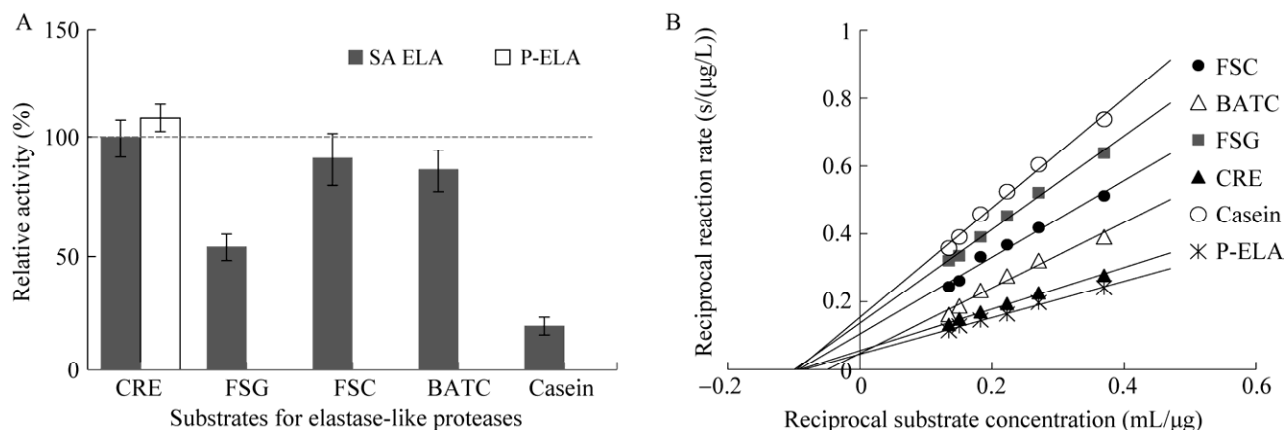 A
150
100
50
0
Relative activity (%)
SA ELA
P-ELA
CRE
FSG
FSC
BATC
Casein
Substrates for elastase-like proteases
B
1
0.8
0.6
0.4
0.2
0
Reciprocal reaction rate (s/(μg/L))
−0.2
0
0.2
0.4
0.6
Reciprocal substrate concentration (mL/μg)
FSC
BATC
FSG
CRE
Casein
P-ELA